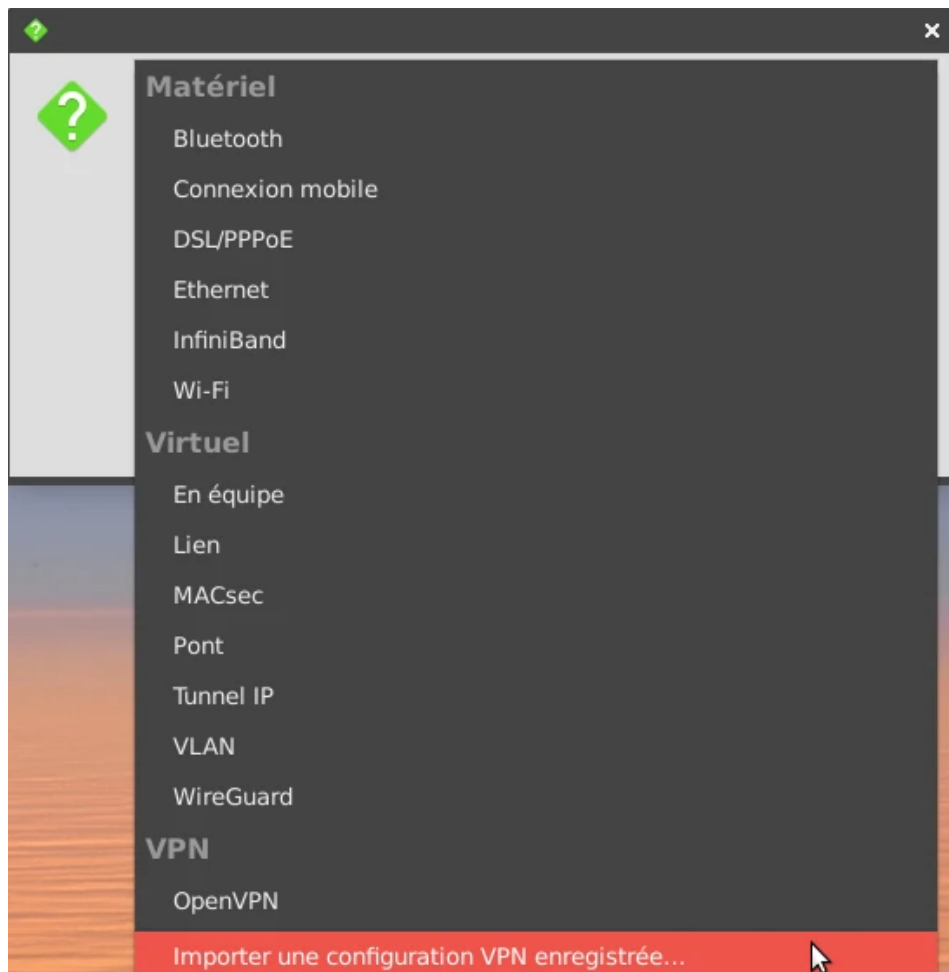 Matériel
Bluetooth
Connexion mobile
DSL/PPPoE
Ethernet
InfiniBand
Wi-Fi
Virtuel
En équipe
Lien
MACsec
Pont
Tunnel IP
VLAN
WireGuard
VPN
OpenVPN
Importer une configuration VPN enregistrée...